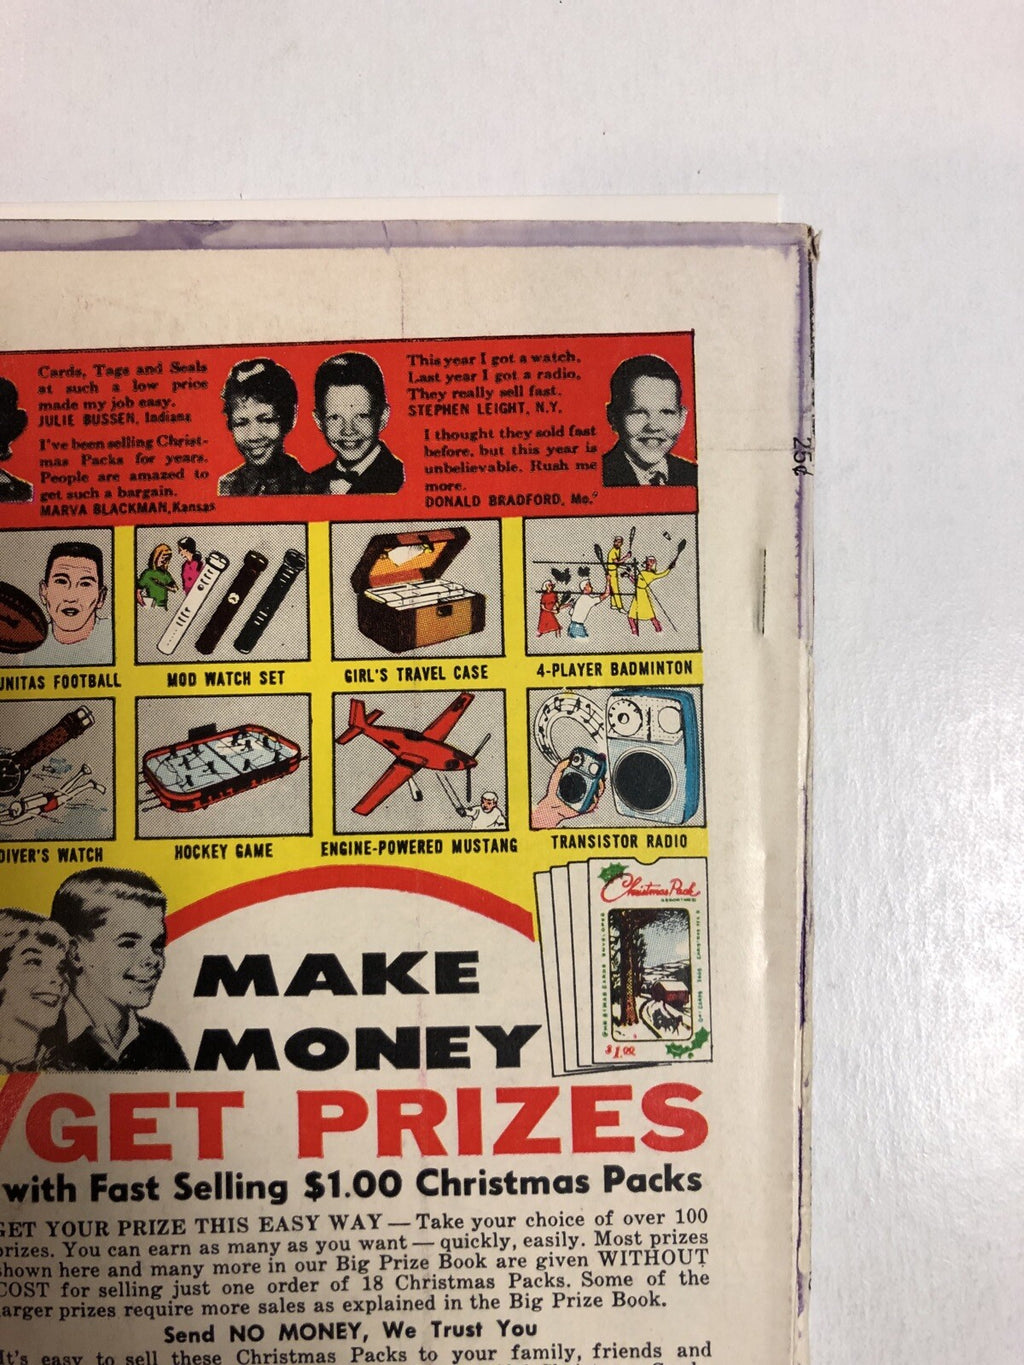 Cards, Tags and Seals
at such a low price
made my job easy.
JULIE BUSSEN, Indiana
I've been selling Christ-
mas Packs for years.
People are amazed to
get such a bargain.
MARVA BLACKMAN, Kansas
This year I got a watch.
Last year I got a radio.
They really sell fast.
STEPHEN LEIGHT, N.Y.
I thought they sold fast
before, but this year is
unbelievable. Rush me
more.
DONALD BRADFORD, Mo.
25¢
UNITAS FOOTBALL
MOD WATCH SET
GIRL'S TRAVEL CASE
4-PLAYER BADMINTON
DIVER'S WATCH
HOCKEY GAME
ENGINE-POWERED MUSTANG
TRANSISTOR RADIO
Christmas Pack
$1.00
MAKE
MONEY
GET PRIZES
with Fast Selling $1.00 Christmas Packs
GET YOUR PRIZE THIS EASY WAY — Take your choice of over 100
prizes. You can earn as many as you want — quickly, easily. Most prizes
shown here and many more in our Big Prize Book are given WITHOUT
COST for selling just one order of 18 Christmas Packs. Some of the
larger prizes require more sales as explained in the Big Prize Book.
Send NO MONEY, We Trust You
It's easy to sell these Christmas Packs to your family, friends and